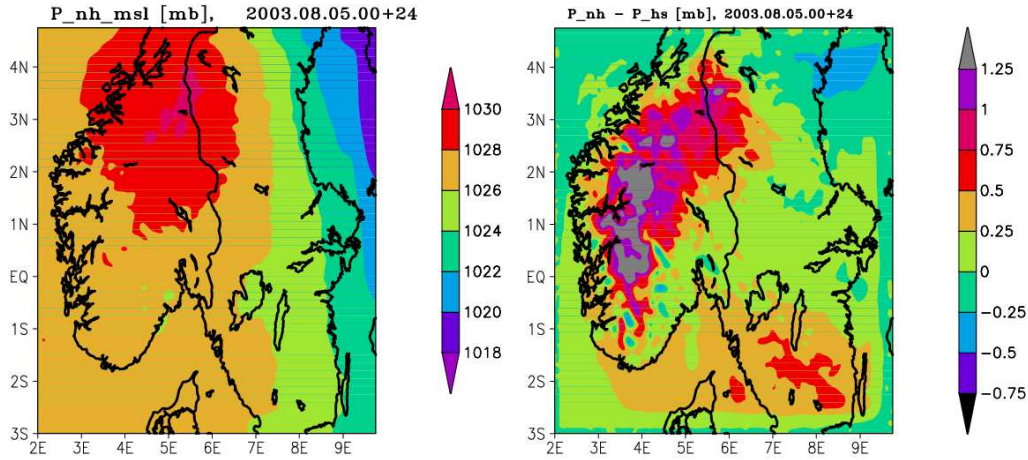 P_nh_msl [mb],   2003.08.05.00+24
4N
3N
2N
1N
EQ
1S
2S
3S
2E 3E 4E 5E 6E 7E 8E 9E
1030
1028
1026
1024
1022
1020
1018
P_nh − P_hs [mb], 2003.08.05.00+24
4N
3N
2N
1N
EQ
1S
2S
3S
2E 3E 4E 5E 6E 7E 8E 9E
1.25
1
0.75
0.5
0.25
0
−0.25
−0.5
−0.75